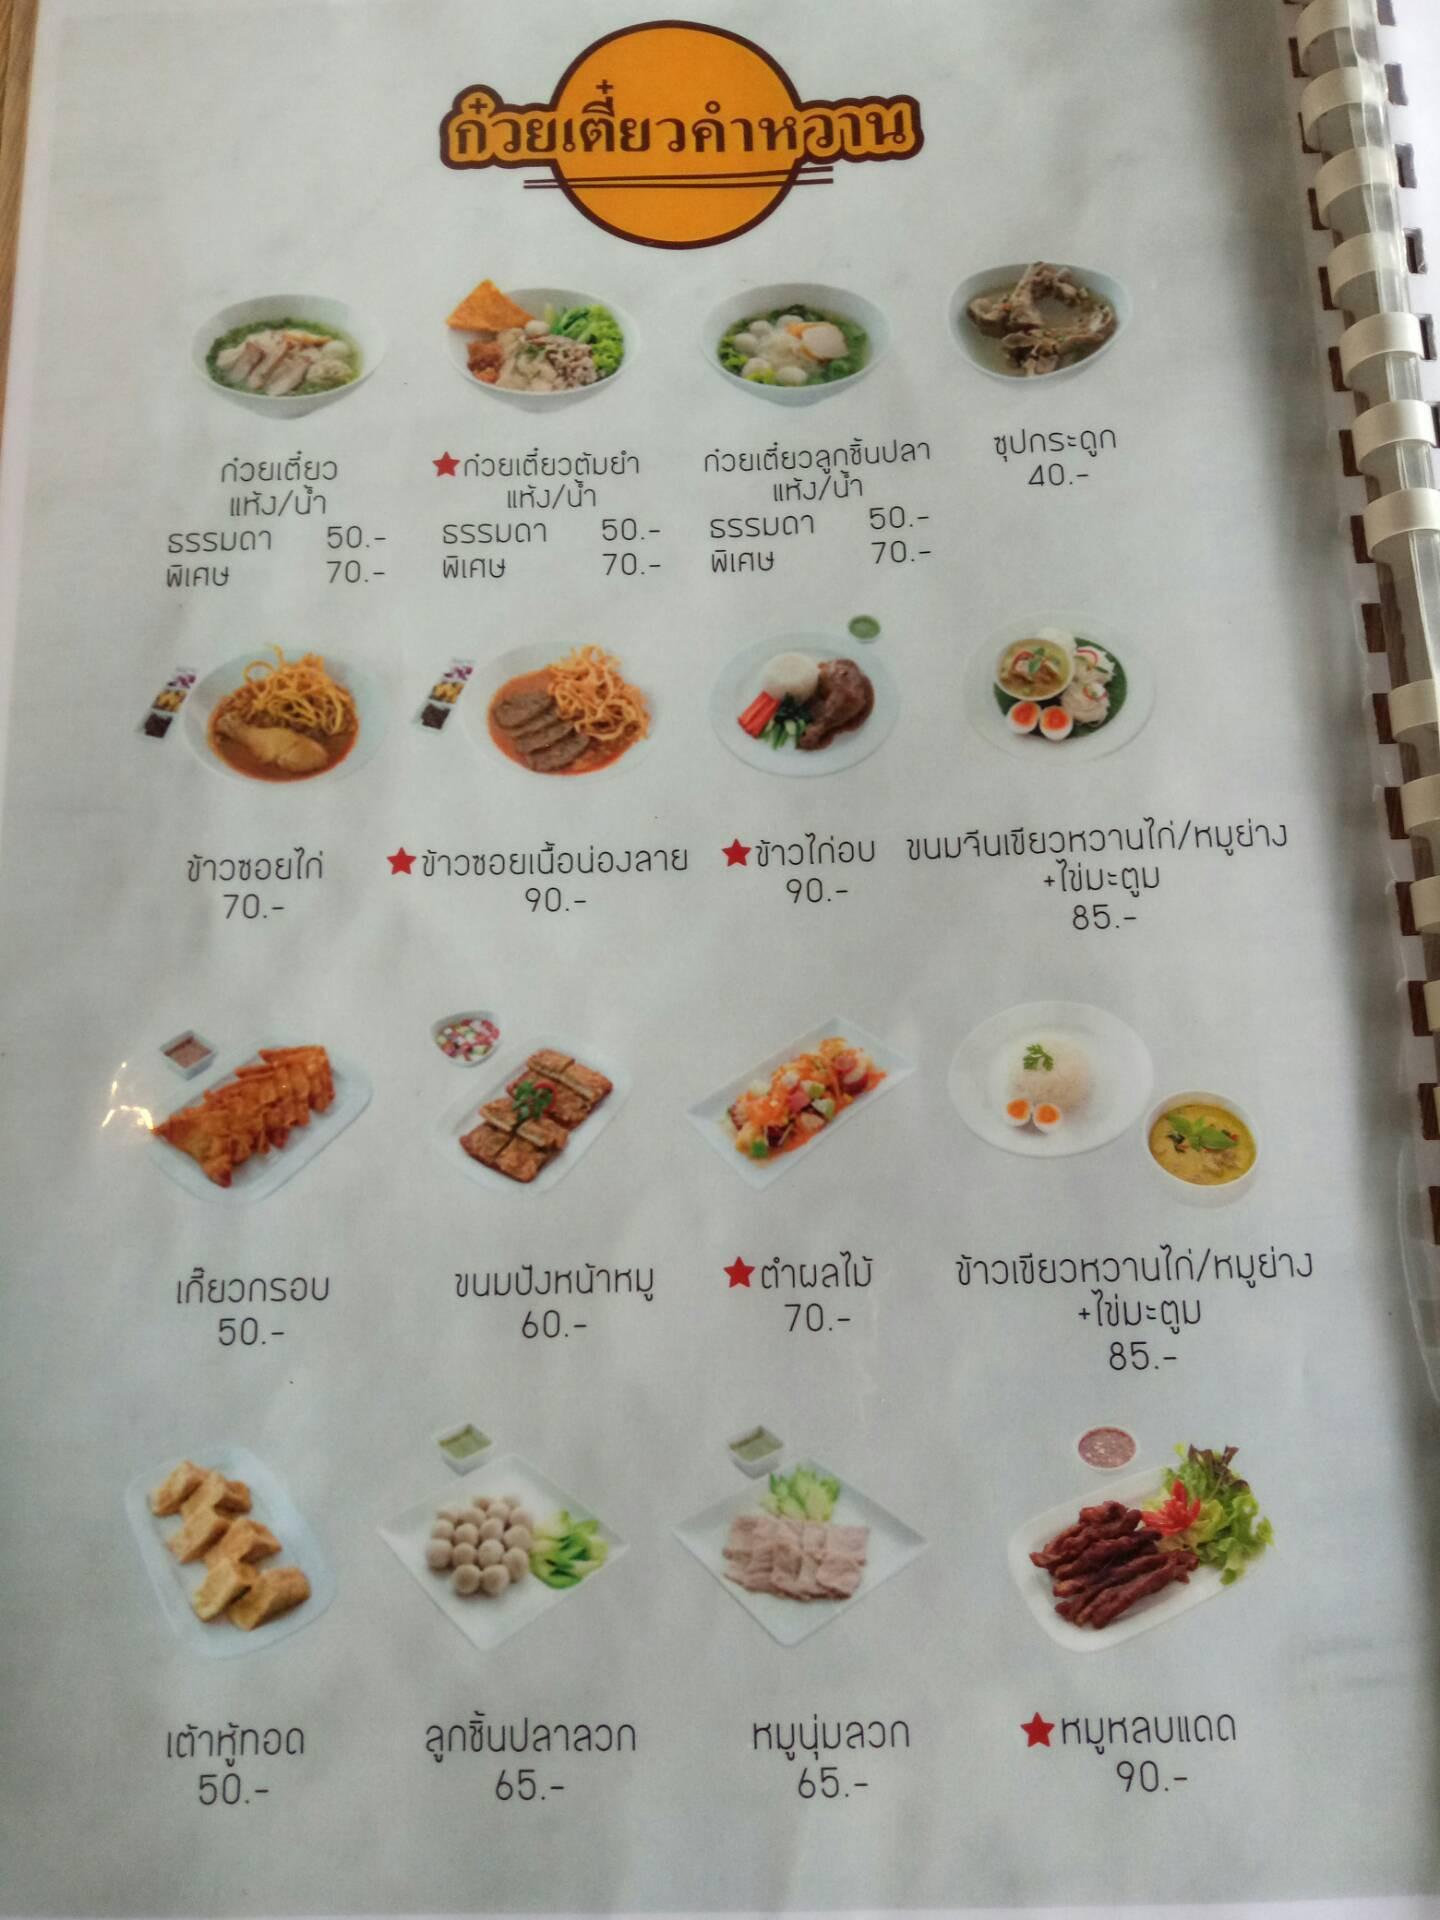 ก๋วยเตี๋ยวคำหวาน
ก๋วยเตี๋ยว
แห้ง/น้ำ
ธรรมดา 50.-
พิเศษ 70.-
★ก๋วยเตี๋ยวต้มยำ
แห้ง/น้ำ
ธรรมดา 50.-
พิเศษ 70.-
ก๋วยเตี๋ยวลูกชิ้นปลา
แห้ง/น้ำ
ธรรมดา 50.-
พิเศษ 70.-
ซุปกระดูก
40.-
ข้าวซอยไก่
70.-
★ข้าวซอยเนื้อน่องลาย
90.-
★ข้าวไก่อบ
90.-
ขนมจีนเขียวหวานไก่/หมูย่าง
+ไข่มะตูม
85.-
เกี๊ยวกรอบ
50.-
ขนมปังหน้าหมู
60.-
★ตำผลไม้
70.-
ข้าวเขียวหวานไก่/หมูย่าง
+ไข่มะตูม
85.-
เต้าหู้ทอด
50.-
ลูกชิ้นปลาลวก
65.-
หมูนุ่มลวก
65.-
★หมูหลบแดด
90.-